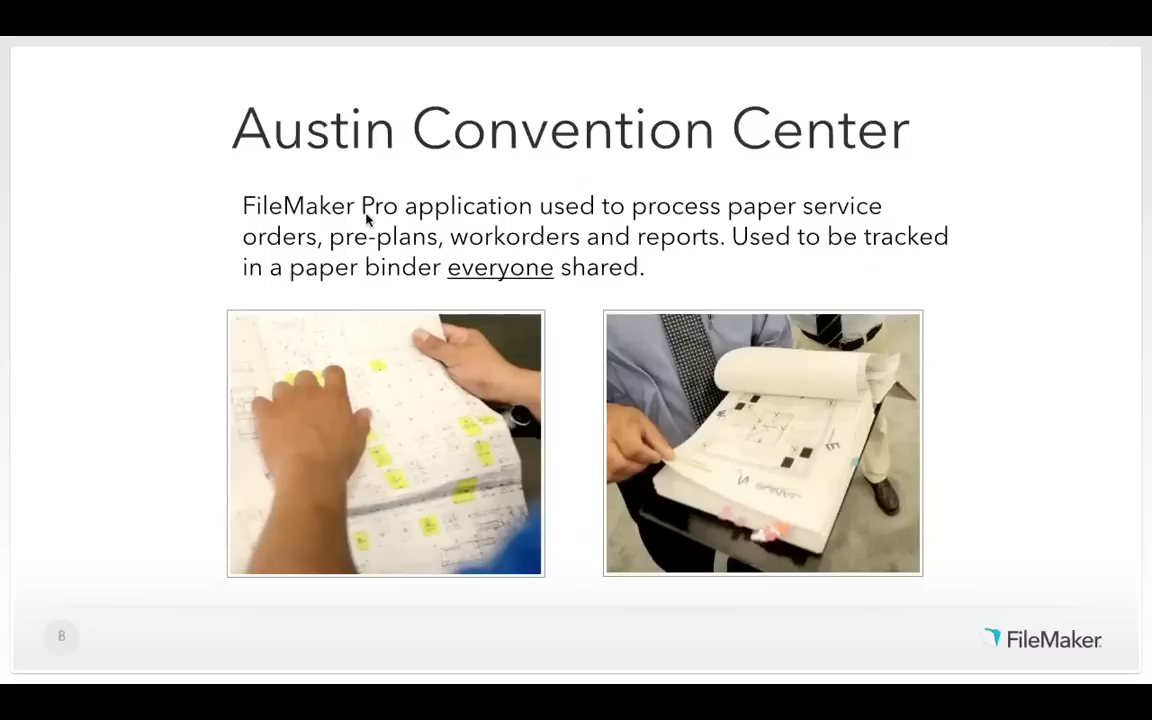 Austin Convention Center
FileMaker Pro application used to process paper service
orders, pre-plans, workorders and reports. Used to be tracked
in a paper binder everyone shared.
8
FileMaker